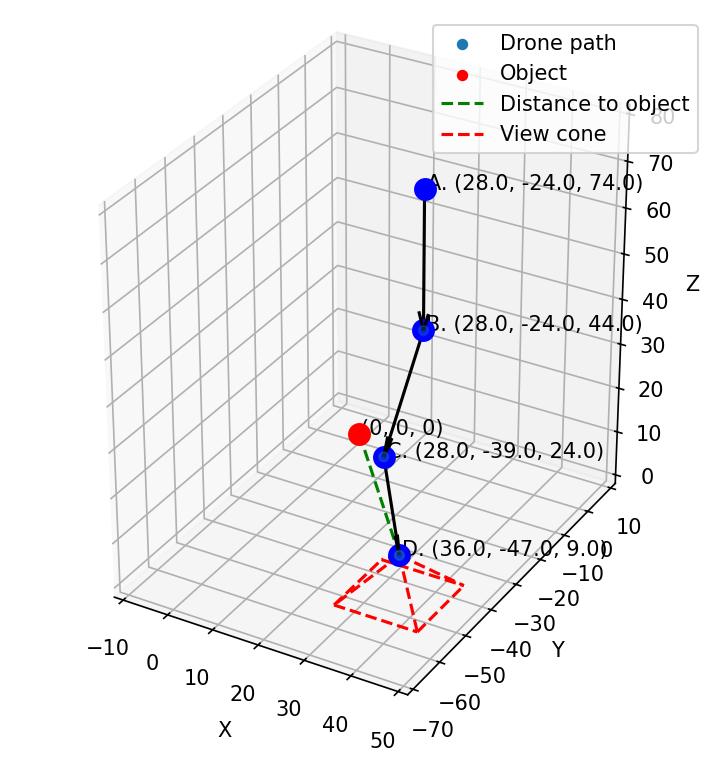 Drone path
Object
Distance to object
View cone
A. (28.0, -24.0, 74.0)
B. (28.0, -24.0, 44.0)
(0, 0, 0)
C. (28.0, -39.0, 24.0)
D. (36.0, -47.0, 9.0)
80
70
60
50
40
30
20
10
0
Z
10
0
−10
−20
−30
−40
−50
−60
−70
Y
−10
0
10
20
30
40
50
X